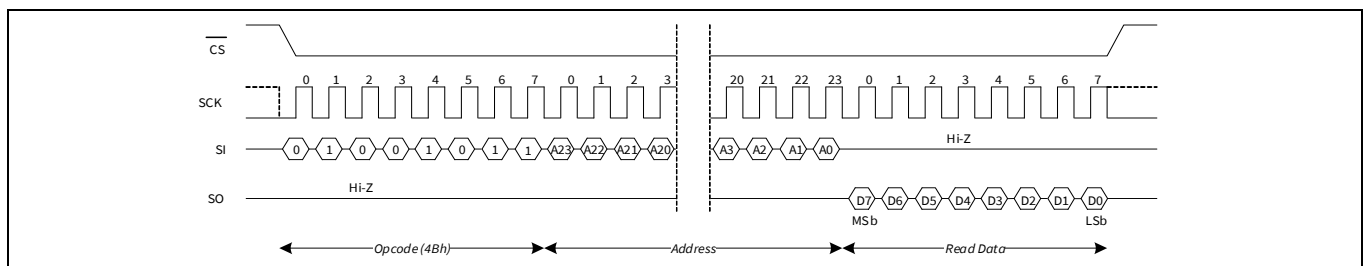 CS
0 1 2 3 4 5 6 7 0 1 2 3 20 21 22 23 0 1 2 3 4 5 6 7
SCK
Hi-Z
SI 0 1 0 0 1 0 1 1 A23 A22 A21 A20 A3 A2 A1 A0
Hi-Z
SO D7 D6 D5 D4 D3 D2 D1 D0
MSb LSb
Opcode (4Bh) Address Read Data